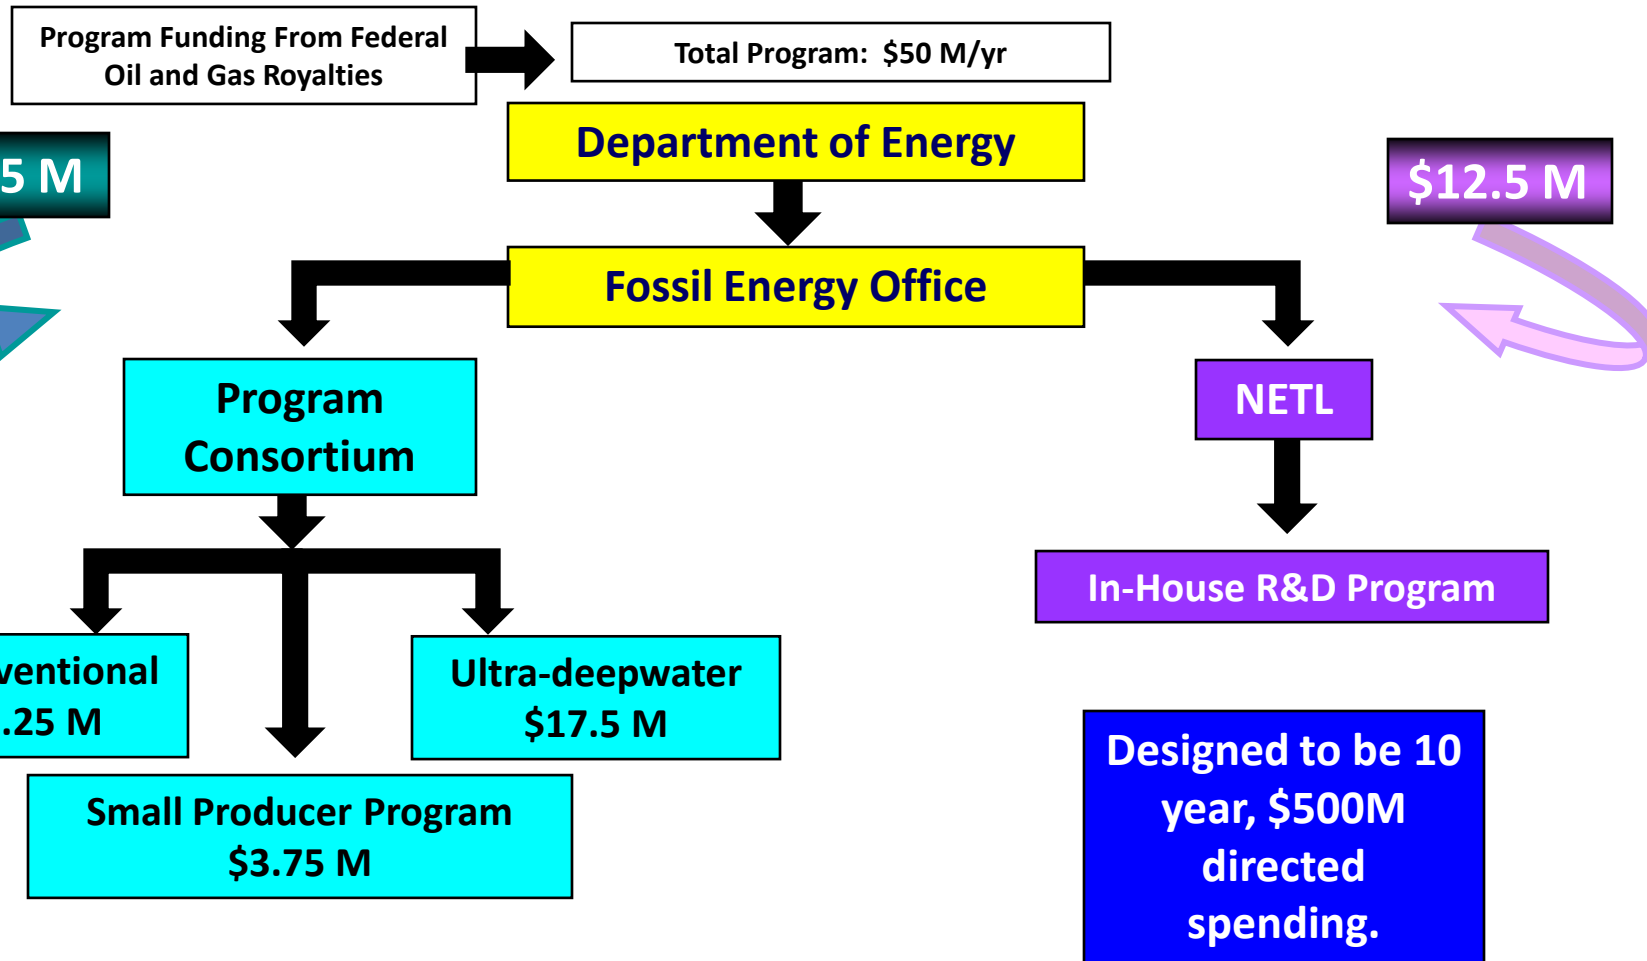 Program Funding From Federal
Oil and Gas Royalties
Total Program: $50 M/yr
Department of Energy
5 M
$12.5 M
Fossil Energy Office
Program
Consortium
NETL
In-House R&D Program
ventional
.25 M
Ultra-deepwater
$17.5 M
Small Producer Program
$3.75 M
Designed to be 10
year, $500M
directed
spending.